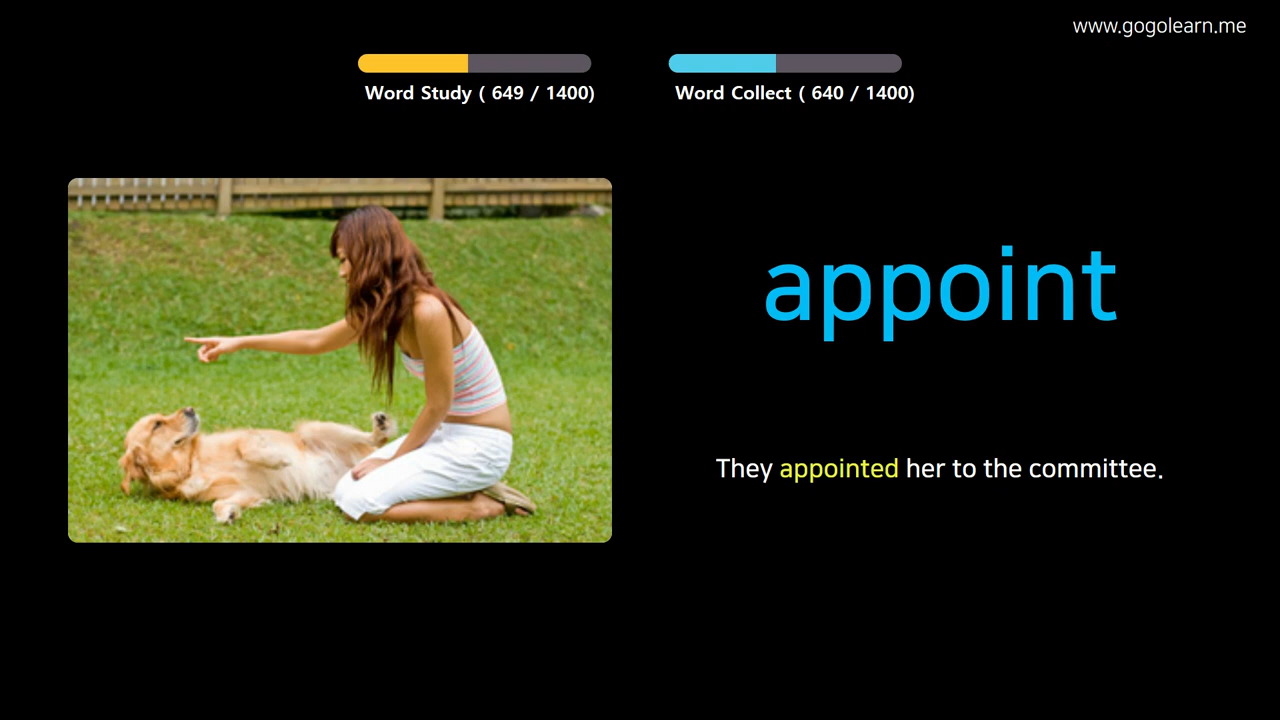 www.gogolearn.me
Word Study ( 649 / 1400)
Word Collect ( 640 / 1400)
appoint
They appointed her to the committee.